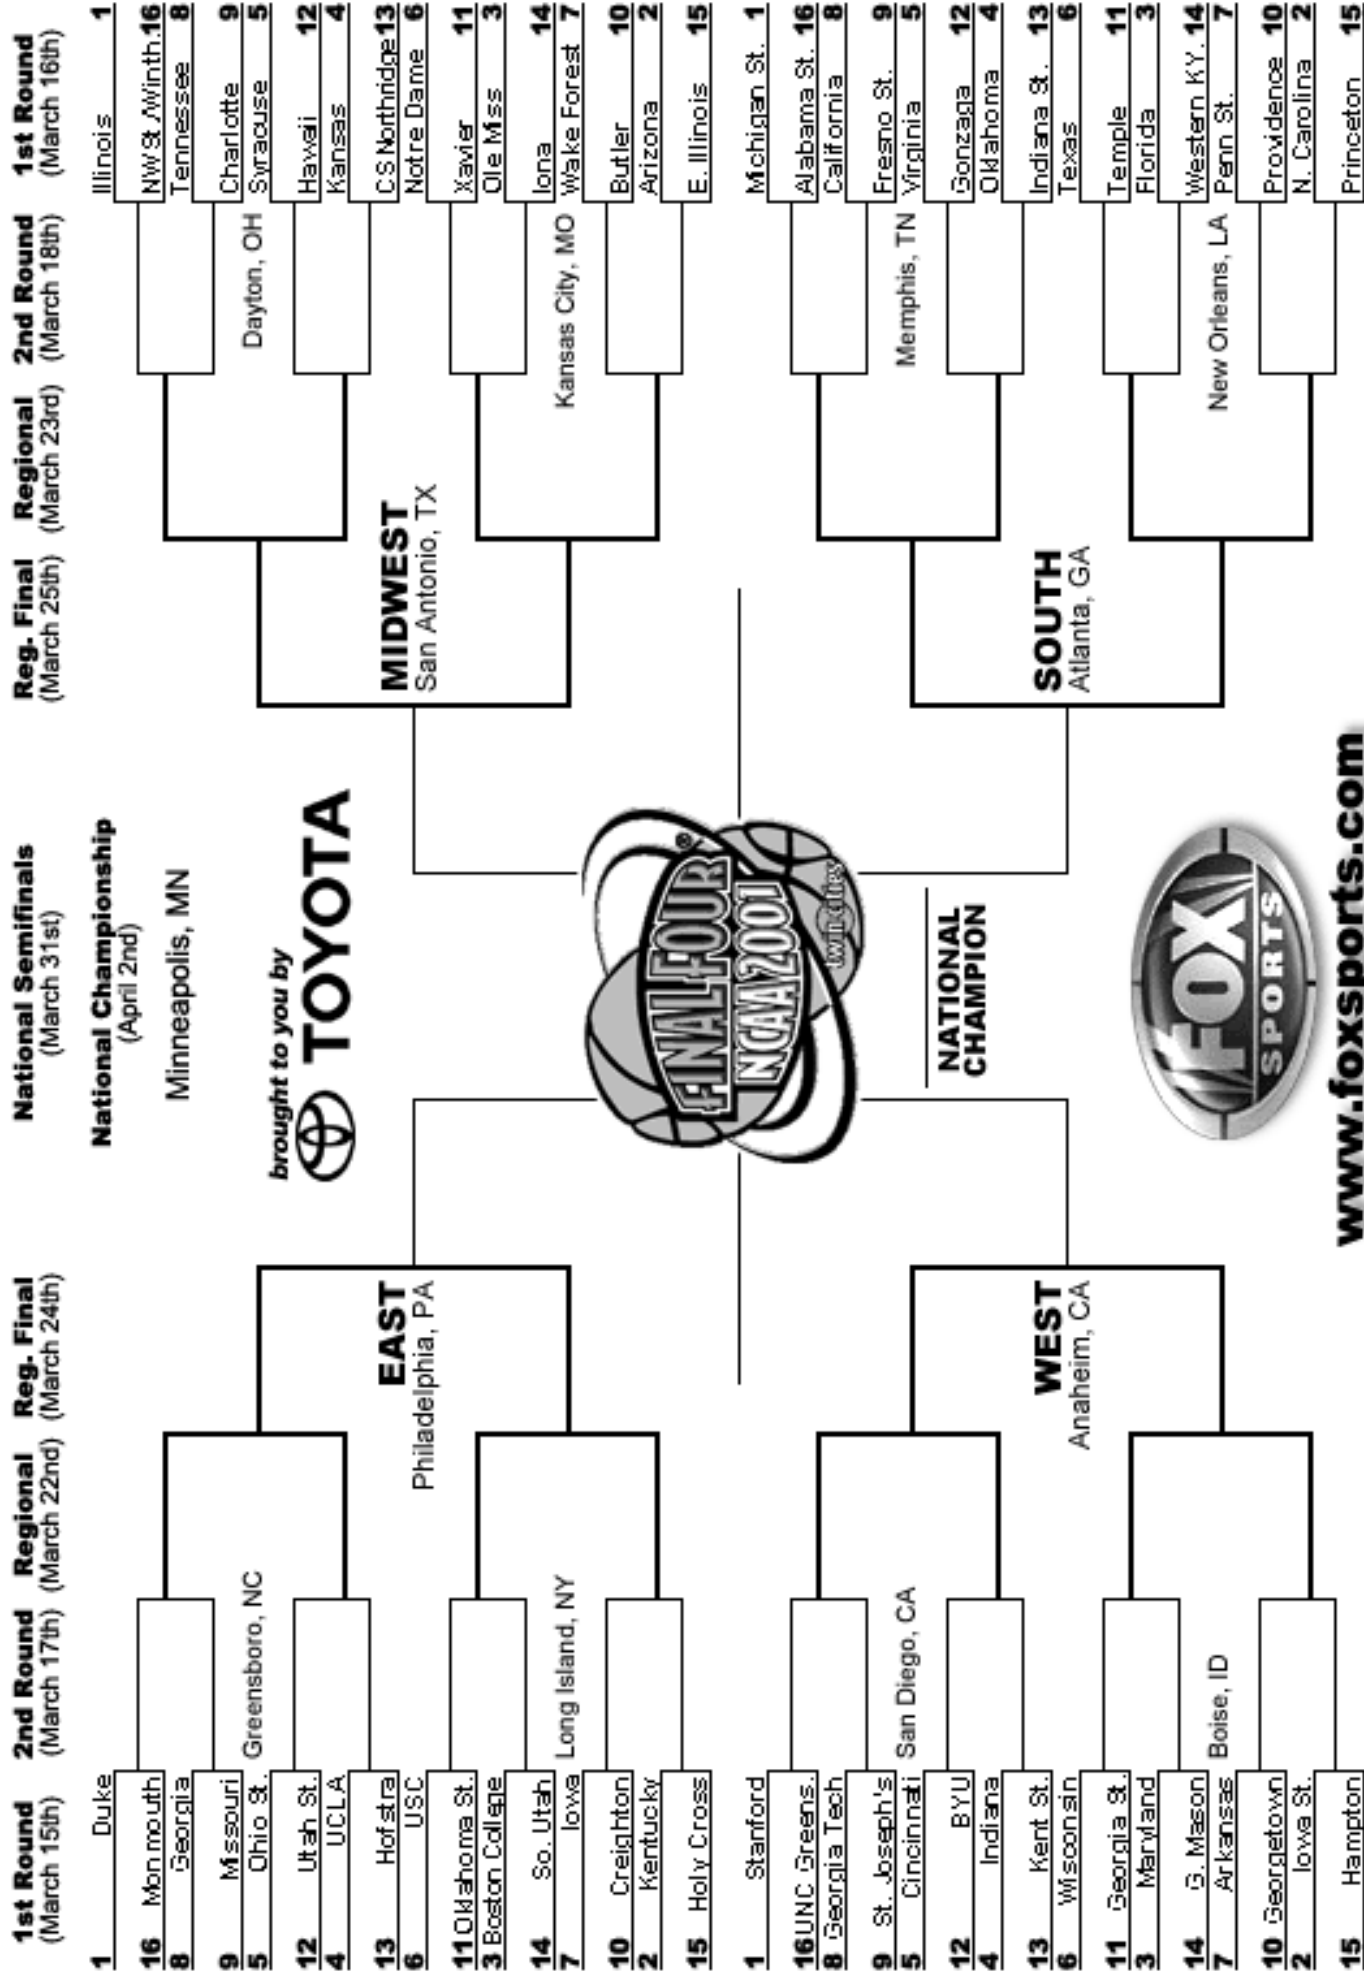 1st Round
(March 15th)
2nd Round
(March 17th)
Regional
(March 22nd)
Reg. Final
(March 24th)
National Semifinals
(March 31st)
Reg. Final
(March 25th)
Regional
(March 23rd)
2nd Round
(March 18th)
1st Round
(March 16th)
National Championship
(April 2nd)
Minneapolis, MN
brought to you by
TOYOTA
1 Duke
16 Monmouth
8 Georgia
9 Missouri
5 Ohio St.
Greensboro, NC
12 Utah St.
4 UCLA
13 Hofstra
6 USC
11 Oklahoma St.
3 Boston College
14 So. Utah
7 Iowa
Long Island, NY
10 Creighton
2 Kentucky
15 Holy Cross
EAST
Philadelphia, PA
1 Stanford
16 UNC Greens.
8 Georgia Tech
9 St. Joseph's
5 Cincinnati
San Diego, CA
12 BYU
4 Indiana
13 Kent St.
6 Wisconsin
11 Georgia St.
3 Maryland
14 G. Mason
7 Arkansas
Boise, ID
10 Georgetown
2 Iowa St.
15 Hampton
WEST
Anaheim, CA
FINAL FOUR®
NCAA 2001
twin cities
NATIONAL
CHAMPION
FOX
SPORTS
www.foxsports.com
Illinois 1
NW St./Winth. 16
Tennessee 8
Charlotte 9
Syracuse 5
Dayton, OH
Hawaii 12
Kansas 4
CS Northridge 13
Notre Dame 6
Xavier 11
Ole Miss 3
Iona 14
Wake Forest 7
Kansas City, MO
Butler 10
Arizona 2
E. Illinois 15
MIDWEST
San Antonio, TX
Michigan St. 1
Alabama St. 16
California 8
Fresno St. 9
Virginia 5
Memphis, TN
Gonzaga 12
Oklahoma 4
Indiana St. 13
Texas 6
Temple 11
Florida 3
Western KY. 14
Penn St. 7
New Orleans, LA
Providence 10
N. Carolina 2
Princeton 15
SOUTH
Atlanta, GA